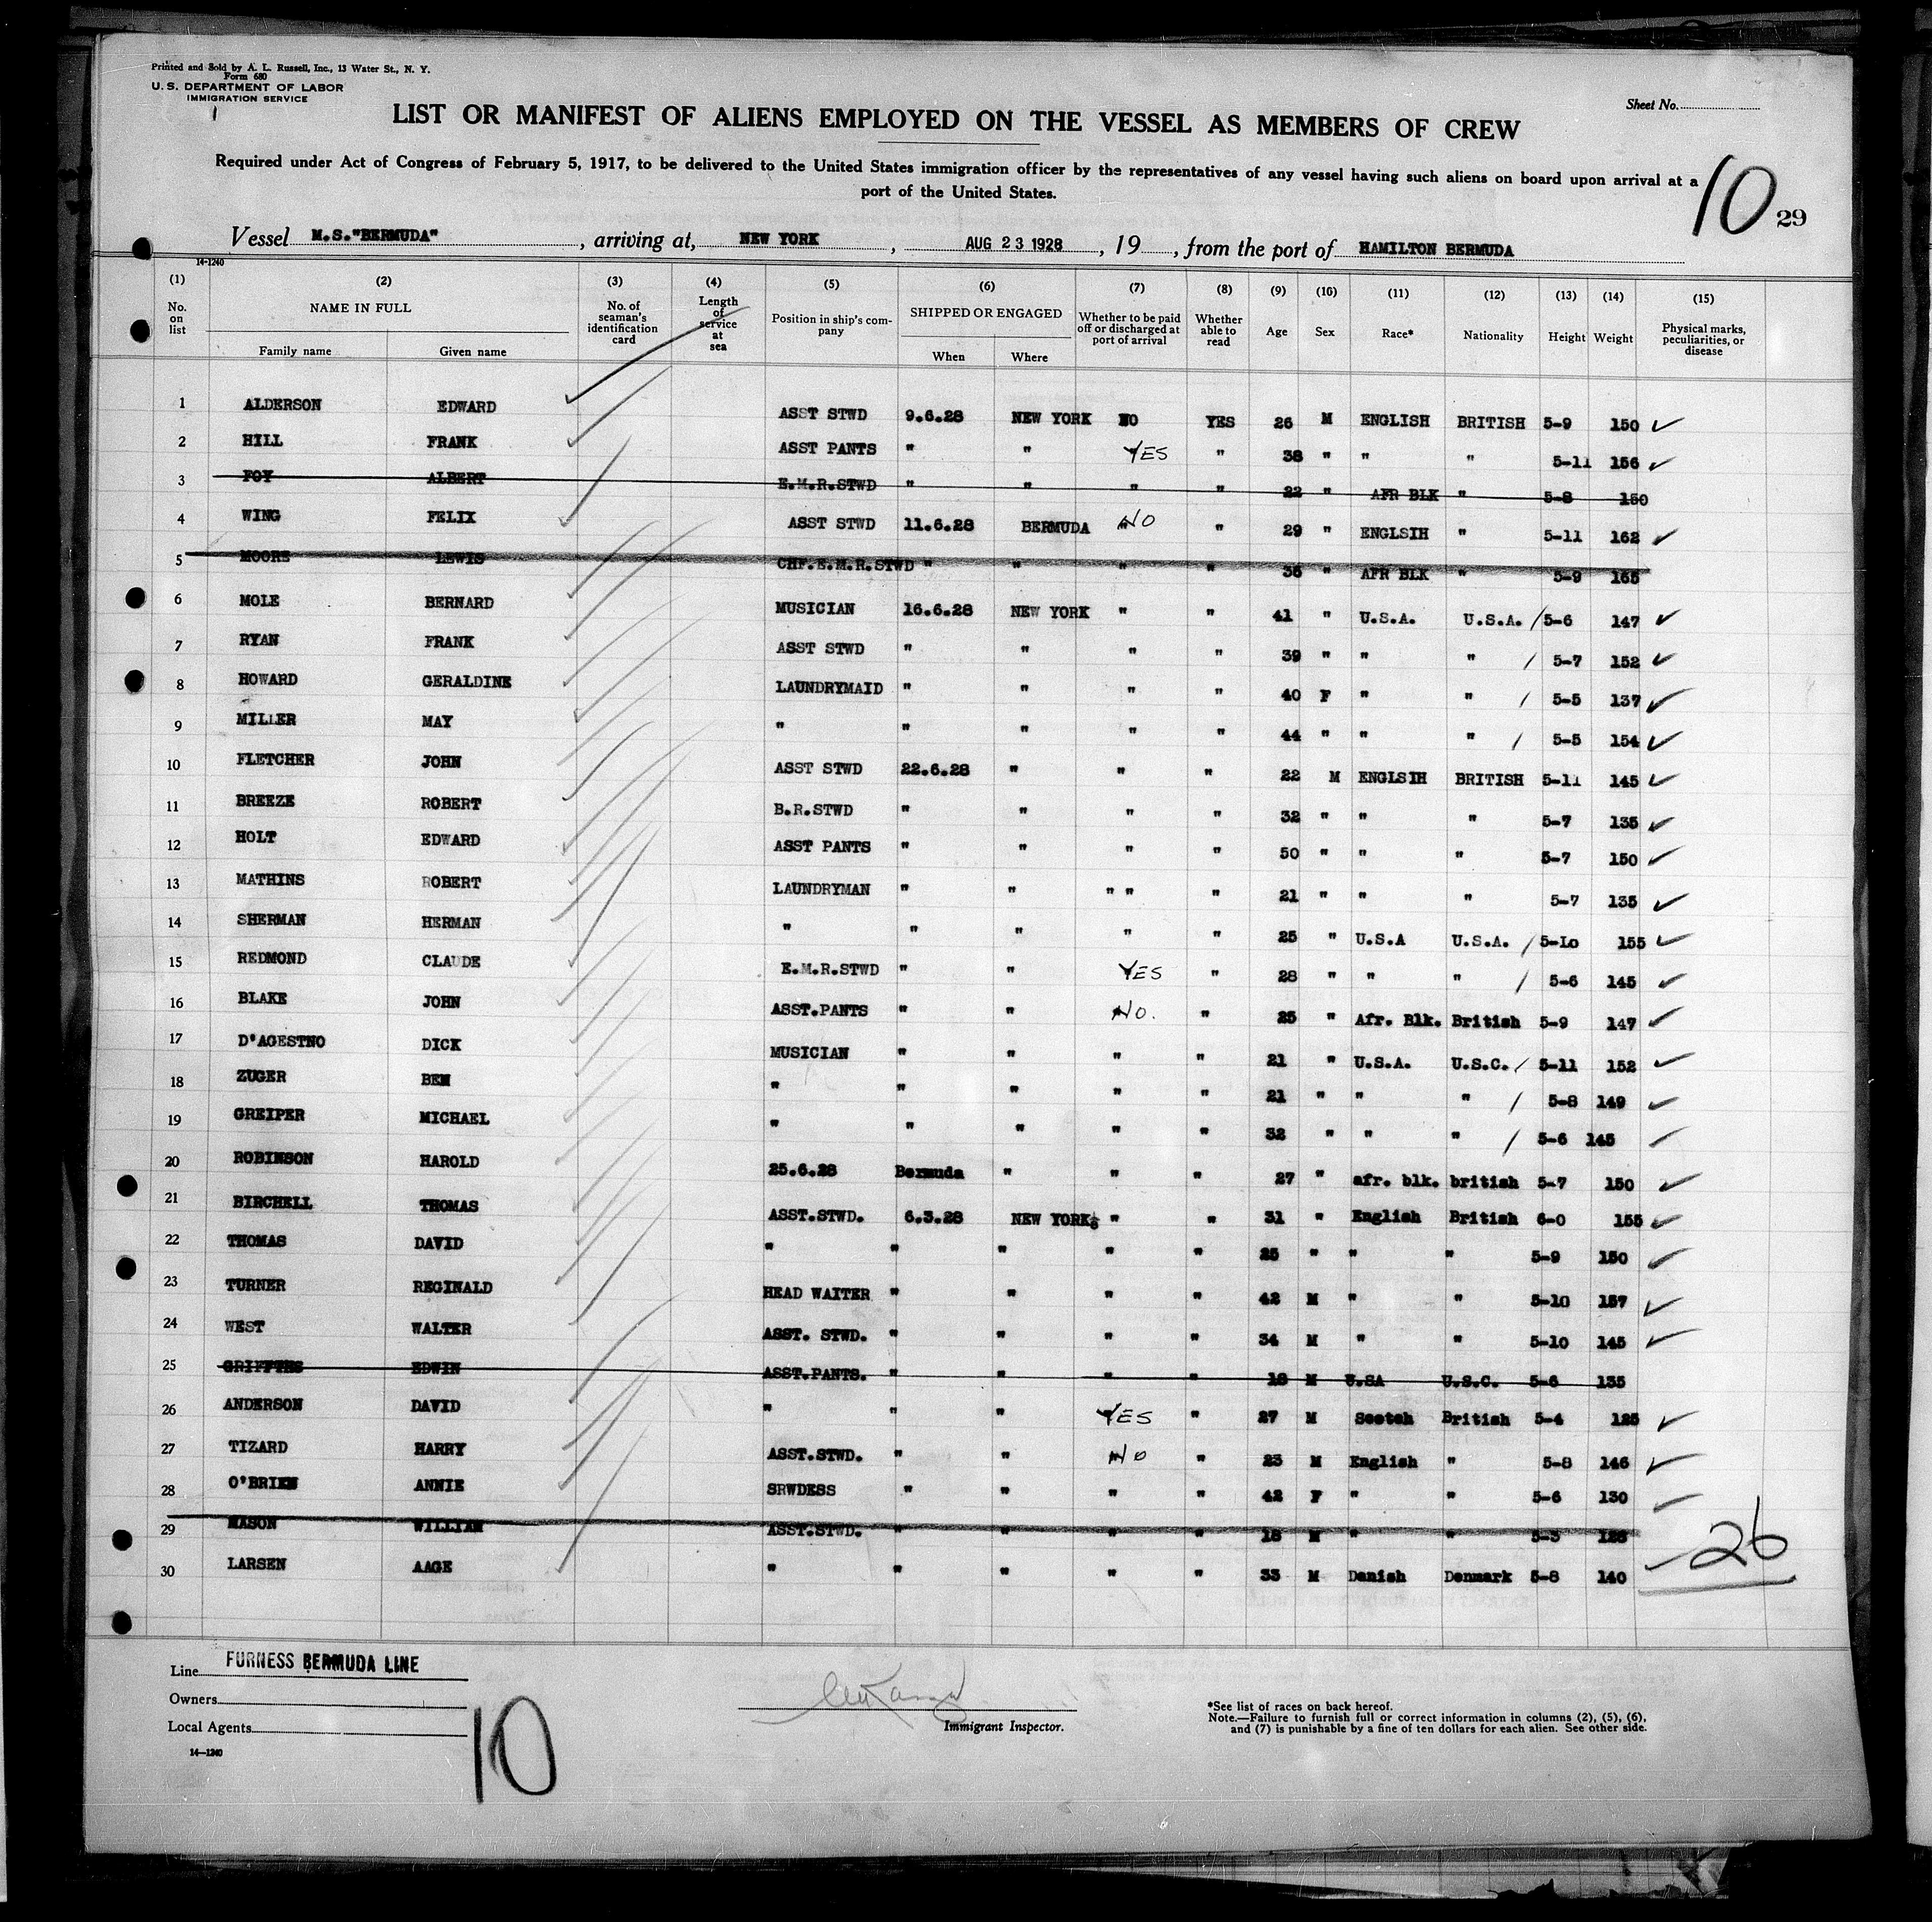 Printed and Sold by A. L. Russell, Inc., 13 Water St., N. Y.
Form 680
U. S. DEPARTMENT OF LABOR
IMMIGRATION SERVICE
Sheet No.
LIST OR MANIFEST OF ALIENS EMPLOYED ON THE VESSEL AS MEMBERS OF CREW
Required under Act of Congress of February 5, 1917, to be delivered to the United States immigration officer by the representatives of any vessel having such aliens on board upon arrival at a
port of the United States.
10 29
Vessel M.S."BERMUDA", arriving at, NEW YORK, AUG 23 1928, 19, from the port of HAMILTON BERMUDA
14-1240
(1) (2) (3) (4) (5) (6) (7) (8) (9) (10) (11) (12) (13) (14) (15)
No. on list NAME IN FULL Family name Given name No. of seaman's identification card Length of service at sea Position in ship's company SHIPPED OR ENGAGED When Where Whether to be paid off or discharged at port of arrival Whether able to read Age Sex Race* Nationality Height Weight Physical marks, peculiarities, or disease
1 ALDERSON EDWARD ASST STWD 9.6.28 NEW YORK NO YES 26 M ENGLISH BRITISH 5-9 150
2 HILL FRANK ASST PANTS " " YES " 38 " " " 5-11 156
3 FOY ALBERT E.M.R.STWD " " " " 22 " AFR BLK " 5-8 150
4 WING FELIX ASST STWD 11.6.28 BERMUDA NO " 29 " ENGLSIH " 5-11 162
5 MOORE LEWIS CHF.E.M.R.STWD " " " " 36 " AFR BLK " 5-9 165
6 MOLE BERNARD MUSICIAN 16.6.28 NEW YORK " " 41 " U.S.A. U.S.A. 5-6 147
7 RYAN FRANK ASST STWD " " " " 39 " " " 5-7 152
8 HOWARD GERALDINE LAUNDRYMAID " " " " 40 F " " 5-5 137
9 MILLER MAY " " " " " 44 " " " 5-5 154
10 FLETCHER JOHN ASST STWD 22.6.28 " " " 22 M ENGLSIH BRITISH 5-11 145
11 BREEZE ROBERT B.R.STWD " " " " 32 " " " 5-7 135
12 HOLT EDWARD ASST PANTS " " " " 50 " " " 5-7 150
13 MATHINS ROBERT LAUNDRYMAN " " " " " 21 " " " 5-7 135
14 SHERMAN HERMAN " " " " " 25 " U.S.A U.S.A. 5-10 155
15 REDMOND CLAUDE E.M.R.STWD " " YES " 28 " " " 5-6 145
16 BLAKE JOHN ASST.PANTS " " NO. " 25 " Afr. Blk. British 5-9 147
17 D'AGESTNO DICK MUSICIAN " " " " 21 " U.S.A. U.S.C. 5-11 152
18 ZUGER BEN " " " " " 21 " " " 5-8 149
19 GREIPER MICHAEL " " " " " 32 " " " 5-6 145
20 ROBINSON HAROLD 25.6.28 Bermuda " " " 27 " afr. blk. british 5-7 150
21 BIRCHELL THOMAS ASST.STWD. 6.3.28 NEW YORK " " 31 " English British 6-0 155
22 THOMAS DAVID " " " " " 25 " " " 5-9 150
23 TURNER REGINALD HEAD WAITER " " " " 42 M " " 5-10 157
24 WEST WALTER ASST. STWD. " " " " 34 M " " 5-10 145
25 GRIFFTHS EDWIN ASST.PANTS. " " " " 18 M U.SA U.S.C. 5-6 135
26 ANDERSON DAVID " " " YES " 27 M Scotch British 5-4 125
27 TIZARD HARRY ASST.STWD. " " NO " 23 M English " 5-8 146
28 O'BRIEN ANNIE SRWDESS " " " " 42 F " " 5-6 130
29 MASON WILLIAM ASST.STWD. " " " " 18 M " " 5-3
30 LARSEN AAGE " " " " " 33 M Danish Denmark 5-8 140
26
Line FURNESS BERMUDA LINE
Owners
Local Agents
14—1240
10
Immigrant Inspector.
*See list of races on back hereof.
Note.—Failure to furnish full or correct information in columns (2), (5), (6),
and (7) is punishable by a fine of ten dollars for each alien. See other side.